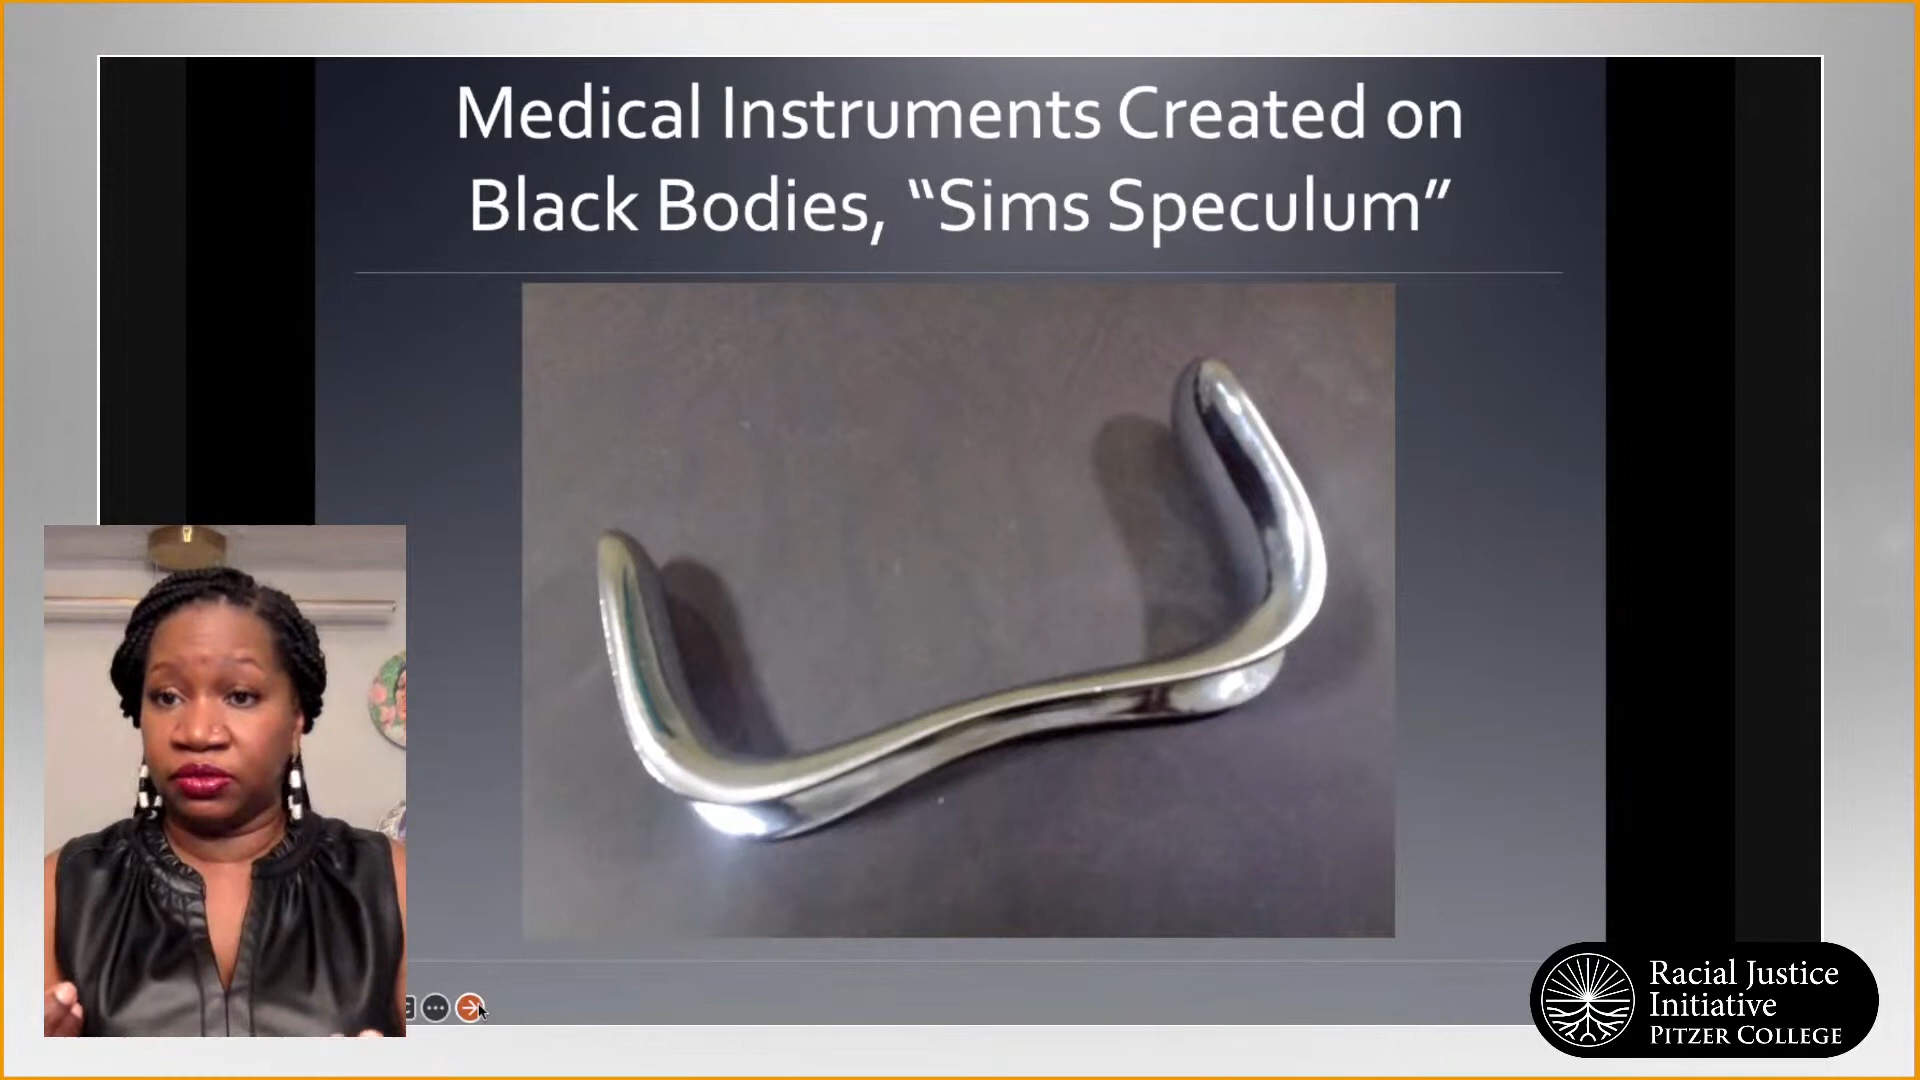 Medical Instruments Created on
Black Bodies, “Sims Speculum”
Racial Justice
Initiative
PITZER COLLEGE